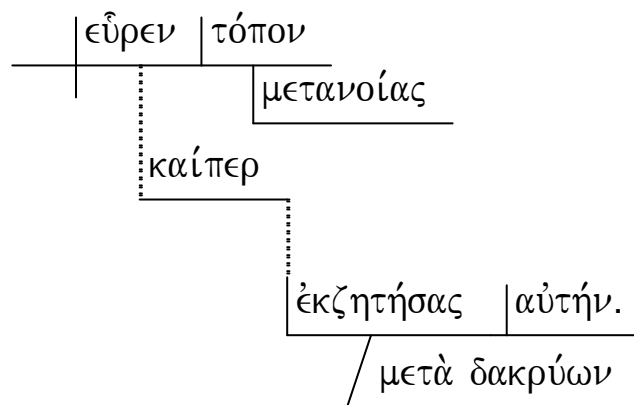 εὗρεν τόπον
μετανοίας
καίπερ
ἐκζητήσας αὐτήν.
μετὰ δακρύων